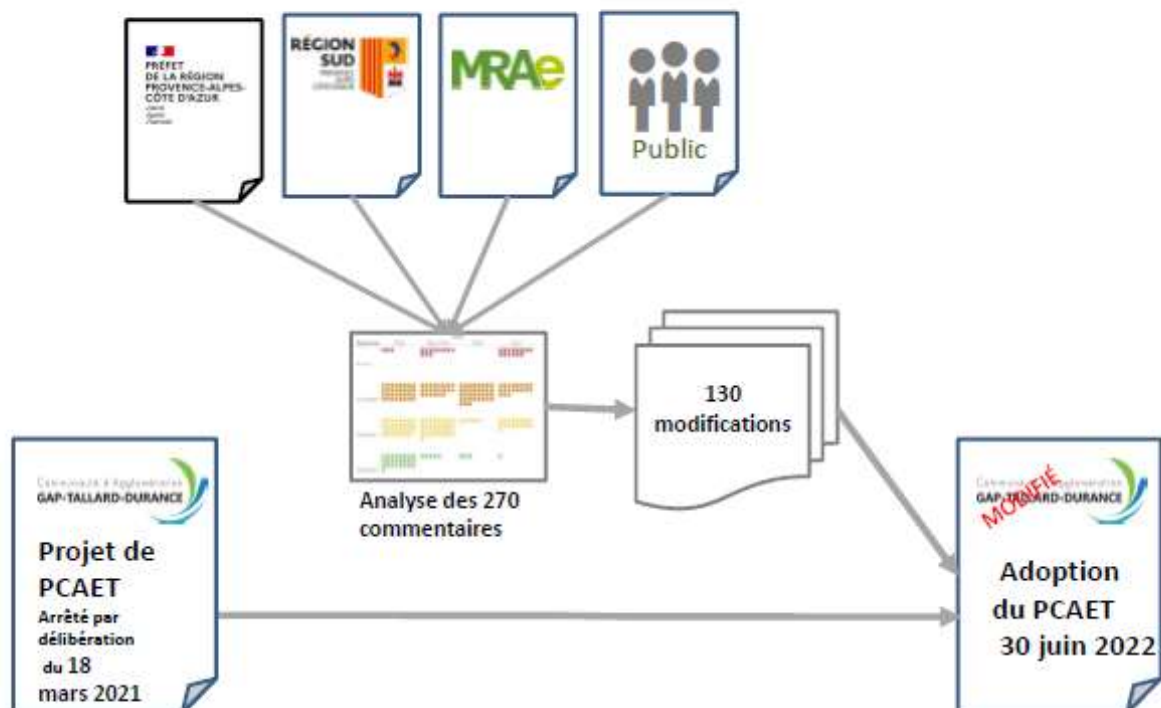 PRÉFET
DE LA RÉGION
PROVENCE-ALPES-
CÔTE D'AZUR
RÉGION
SUD
MRAe
Public
130
modifications
Analyse des 270
commentaires
Communauté d'Agglomération
GAP-TALLARD-DURANCE
Projet de
PCAET
Arrêté par
délibération
du 18
mars 2021
GAP-TALLARD-DURANCE
MODIFIÉ
Adoption
du PCAET
30 juin 2022